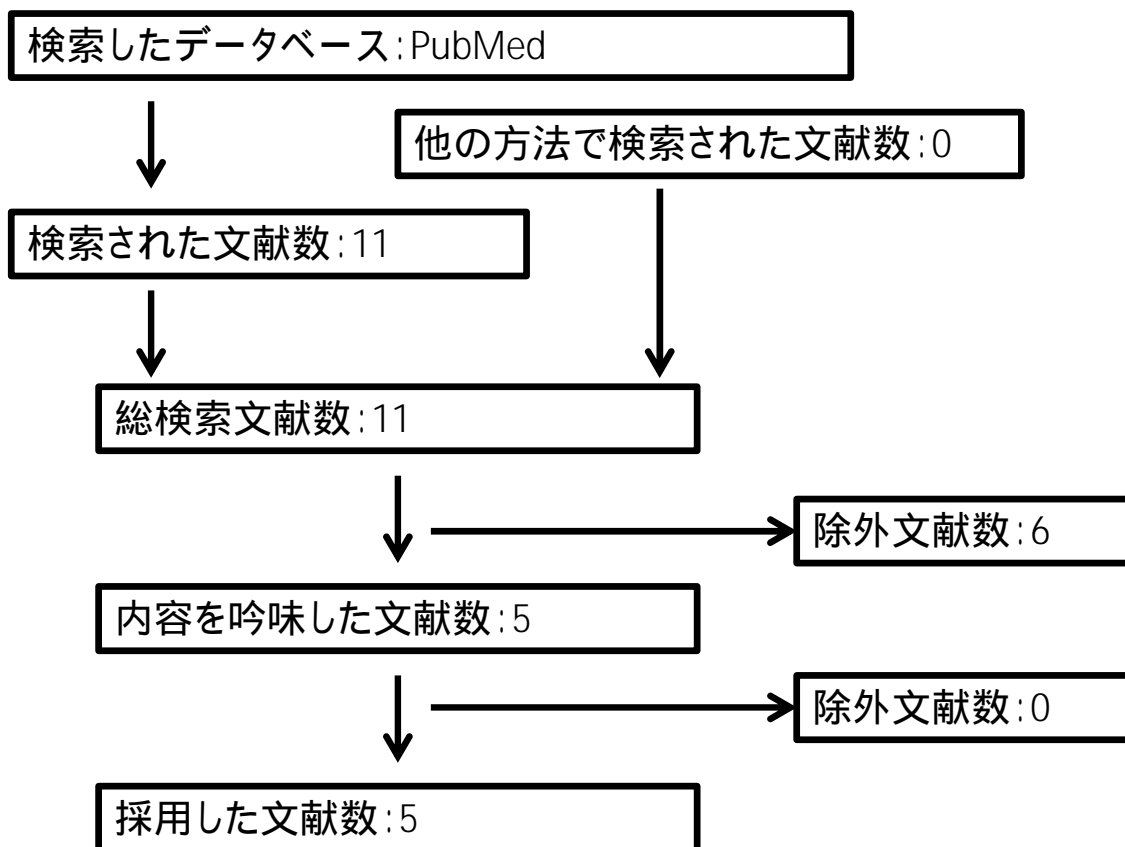 検索したデータベース:PubMed
他の方法で検索された文献数:0
検索された文献数:11
総検索文献数:11
除外文献数:6
内容を吟味した文献数:5
除外文献数:0
採用した文献数:5